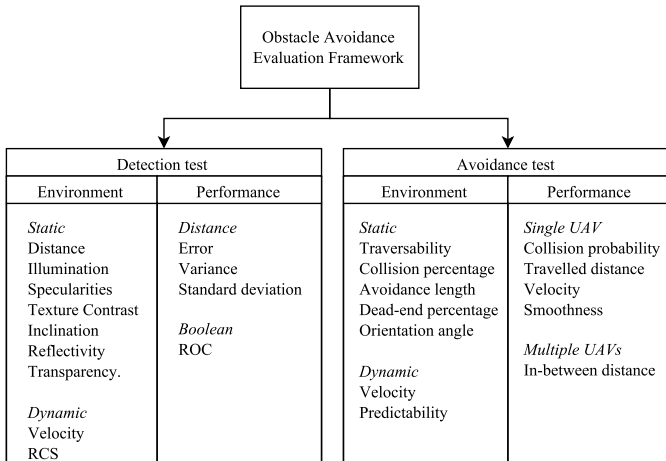 Obstacle Avoidance
Evaluation Framework
Detection test
Environment
Performance
Static
Distance
Illumination
Specularities
Texture Contrast
Inclination
Reflectivity
Transparency.
Dynamic
Velocity
RCS
Distance
Error
Variance
Standard deviation
Boolean
ROC
Avoidance test
Environment
Performance
Static
Traversability
Collision percentage
Avoidance length
Dead-end percentage
Orientation angle
Dynamic
Velocity
Predictability
Single UAV
Collision probability
Travelled distance
Velocity
Smoothness
Multiple UAVs
In-between distance